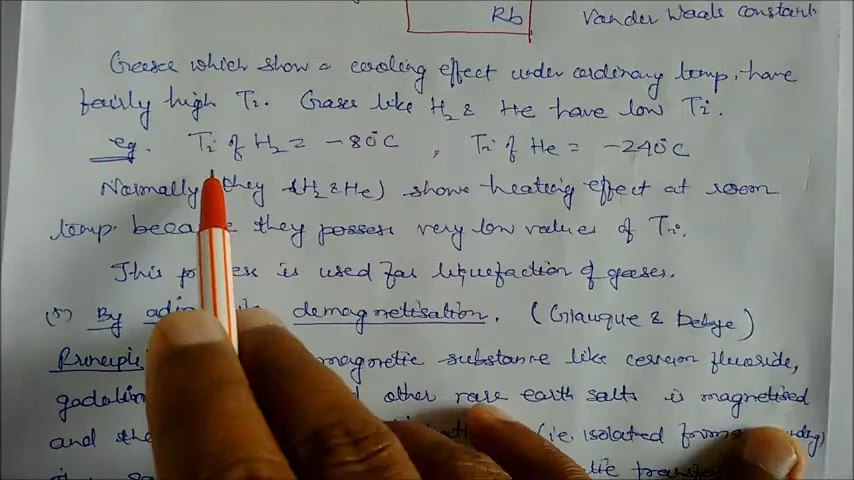 Rb
Vander Waals constant
Gases which show a cooling effect under ordinary temp. have
fairly high Ti. Gases like H2 & He have low Ti.
eg. Ti of H2 = -80°C , Ti of He = -240°C
Normally they (H2 & He) shows heating effect at room
temp. because they possess very low values of Ti.
This process is used for liquefaction of gases.
(5) By demagnetisation. (Giauque & Debye)
Principle magnetic substance like cerium fluoride,
other rare earth salts is magnetised
and (i.e. isolated from